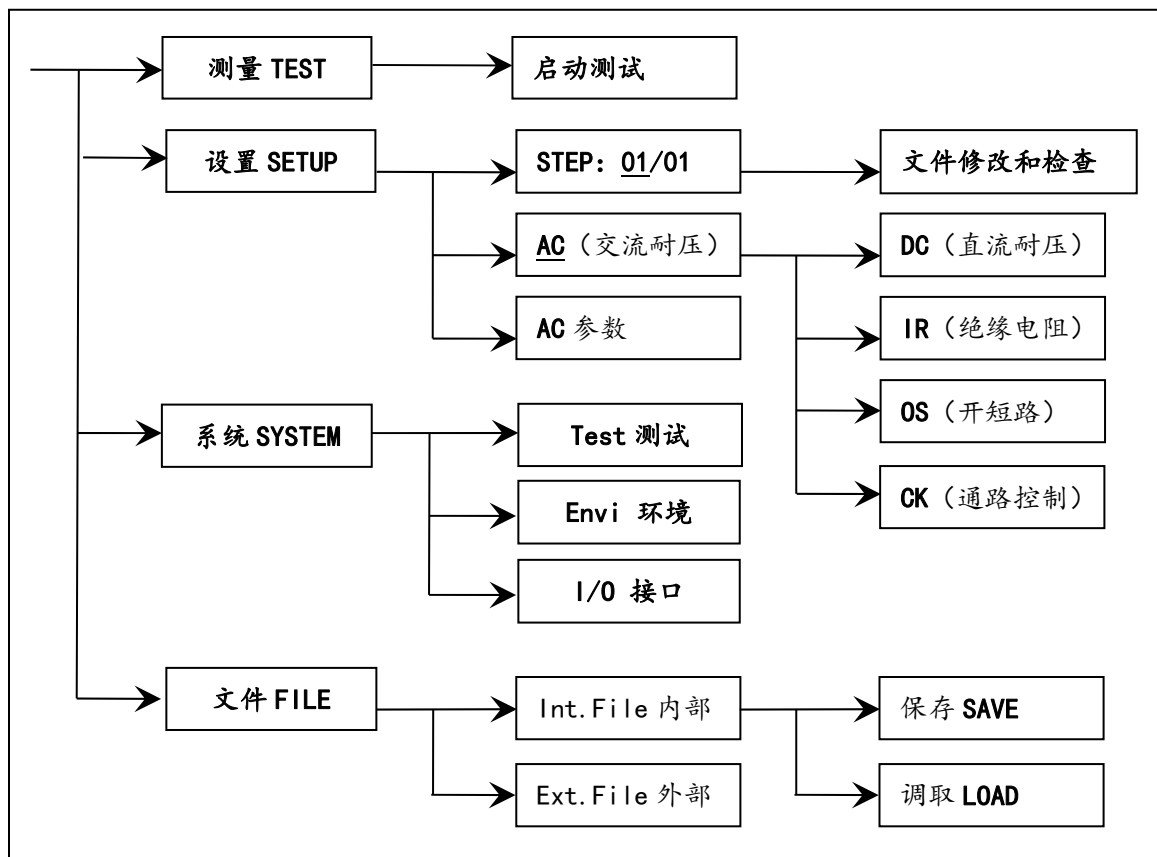 测量 TEST
启动测试
设置 SETUP
STEP：01/01
文件修改和检查
AC（交流耐压）
DC（直流耐压）
AC 参数
IR（绝缘电阻）
OS（开短路）
系统 SYSTEM
Test 测试
CK（通路控制）
Envi 环境
I/O 接口
文件 FILE
Int.File 内部
保存 SAVE
Ext.File 外部
调取 LOAD